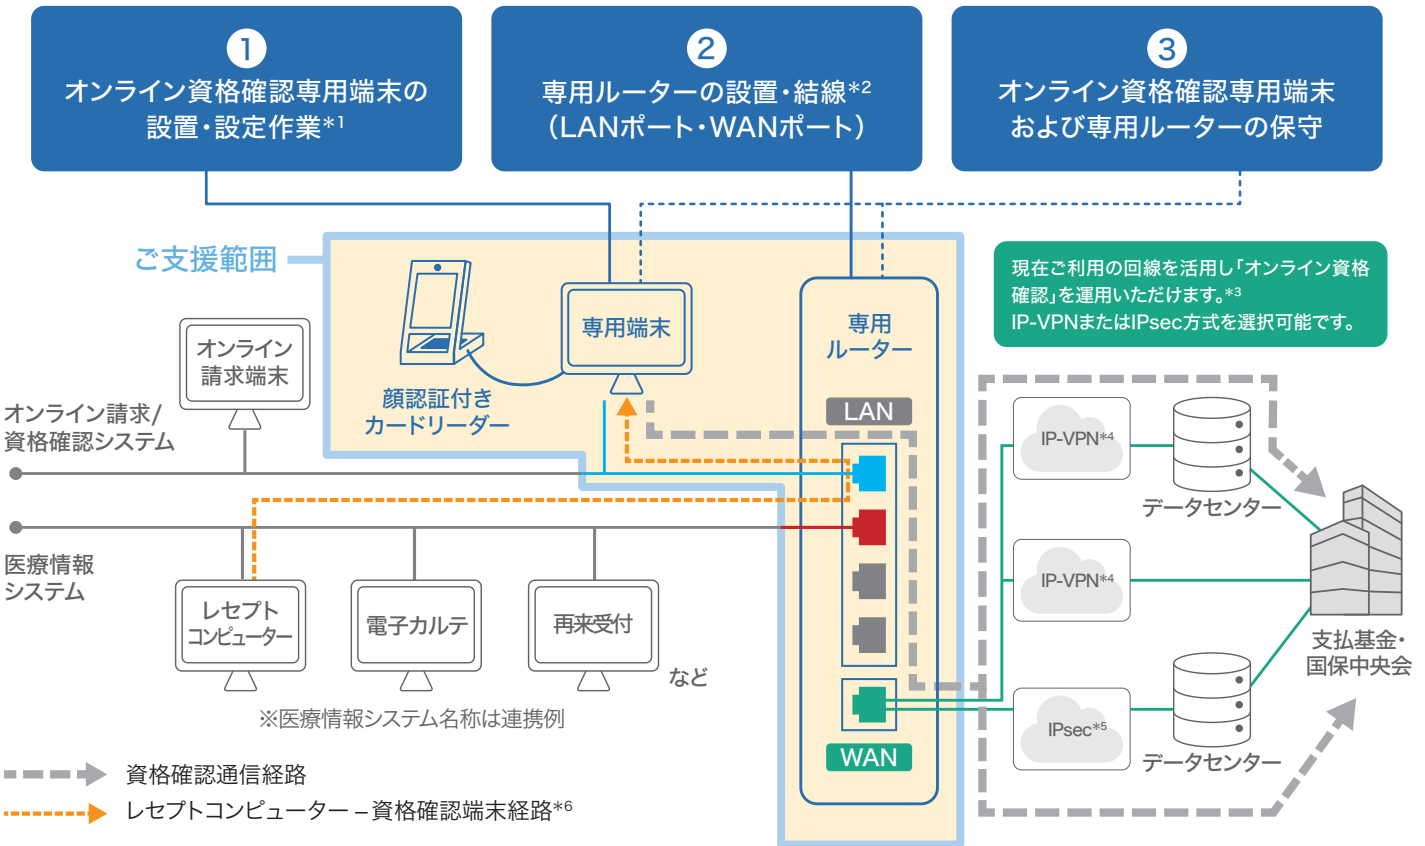 1
オンライン資格確認専用端末の
設置・設定作業*1
2
専用ルーターの設置・結線*2
（LANポート・WANポート）
3
オンライン資格確認専用端末
および専用ルーターの保守
ご支援範囲
現在ご利用の回線を活用し「オンライン資格
確認」を運用いただけます。*3
IP-VPNまたはIPsec方式を選択可能です。
専用端末
専用
ルーター
オンライン
請求端末
顔認証付き
カードリーダー
オンライン請求/
資格確認システム
LAN
IP-VPN*4
データセンター
医療情報
システム
IP-VPN*4
レセプト
コンピューター
電子カルテ
再来受付
など
支払基金・
国保中央会
※医療情報システム名称は連携例
IPsec*5
WAN
データセンター
資格確認通信経路
レセプトコンピューター – 資格確認端末経路*6